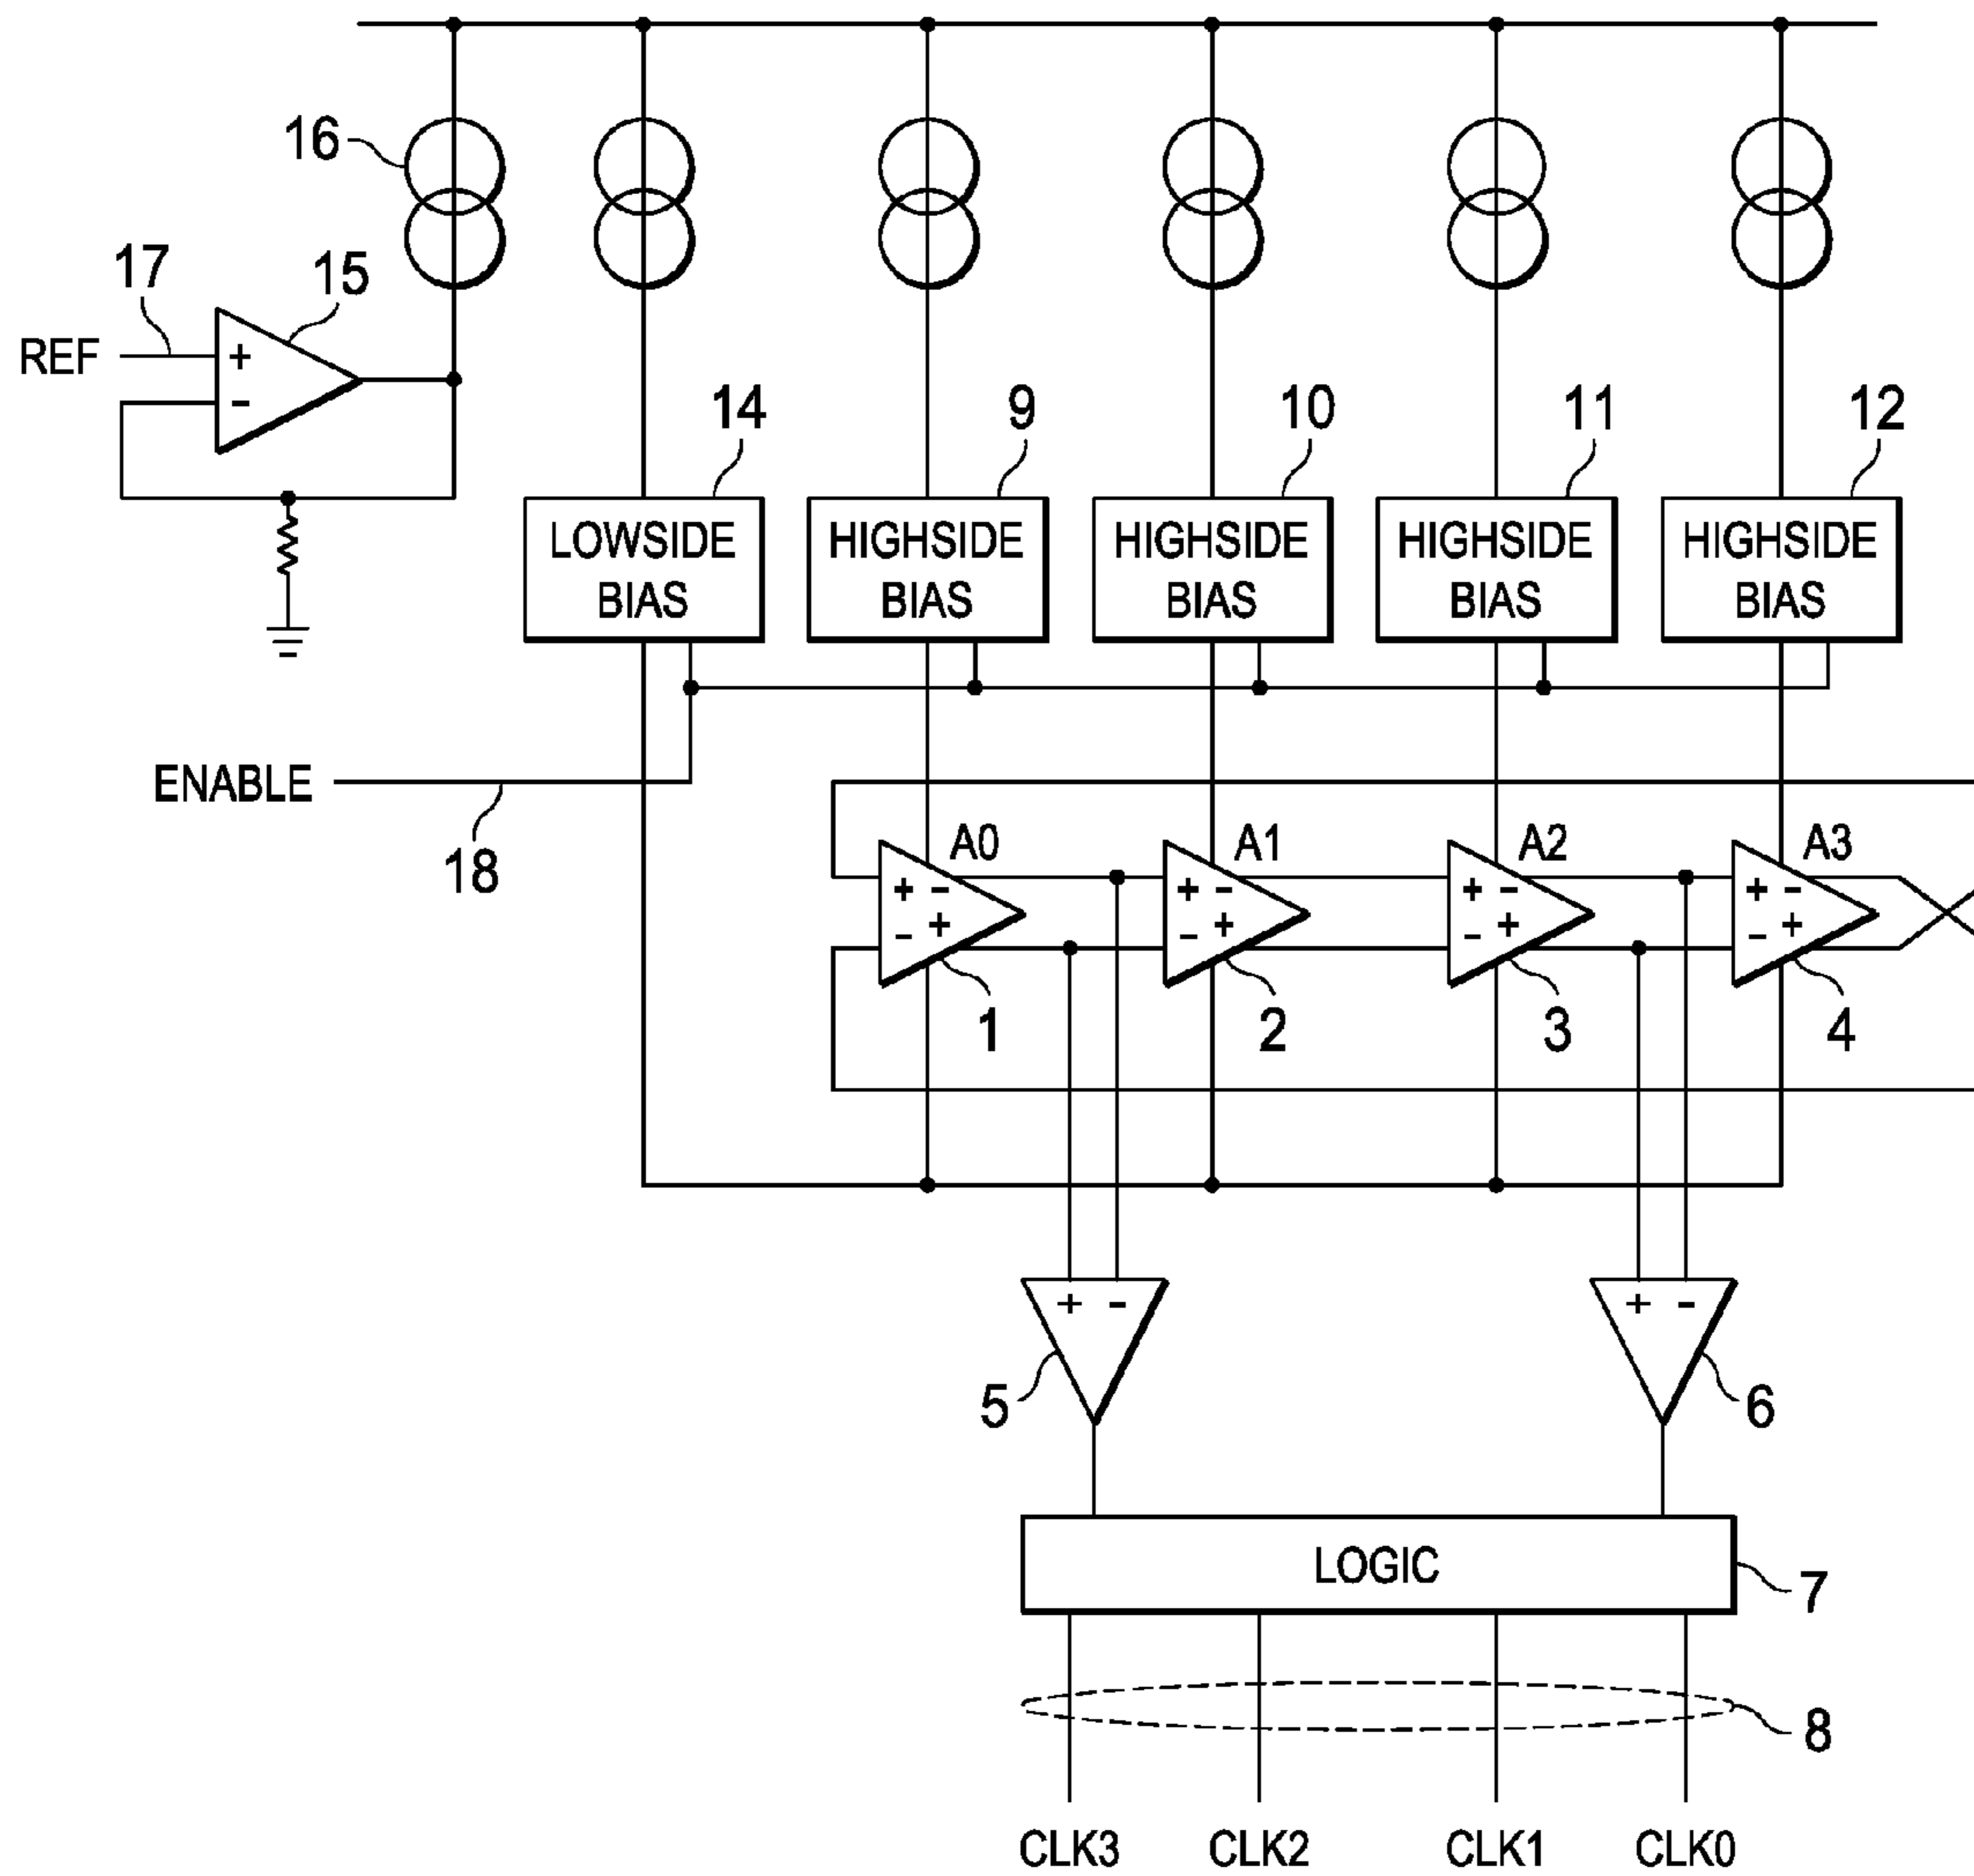 16
17
15
REF
+
-
14
9
10
11
12
LOWSIDE
BIAS
HIGHSIDE
BIAS
HIGHSIDE
BIAS
HIGHSIDE
BIAS
HIGHSIDE
BIAS
ENABLE
18
A0
A1
A2
A3
+ -
+ -
+ -
+ -
- +
- +
- +
- +
1
2
3
4
+ -
+ -
5
6
LOGIC
7
8
CLK3
CLK2
CLK1
CLK0